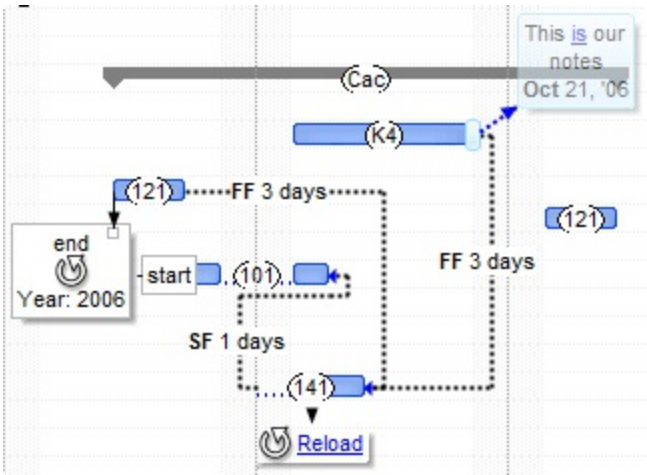 This is our
notes
Oct 21, '06
(Cac)
(K4)
(121)
FF 3 days
(121)
end
Year: 2006
start
(101)
FF 3 days
SF 1 days
(141)
Reload